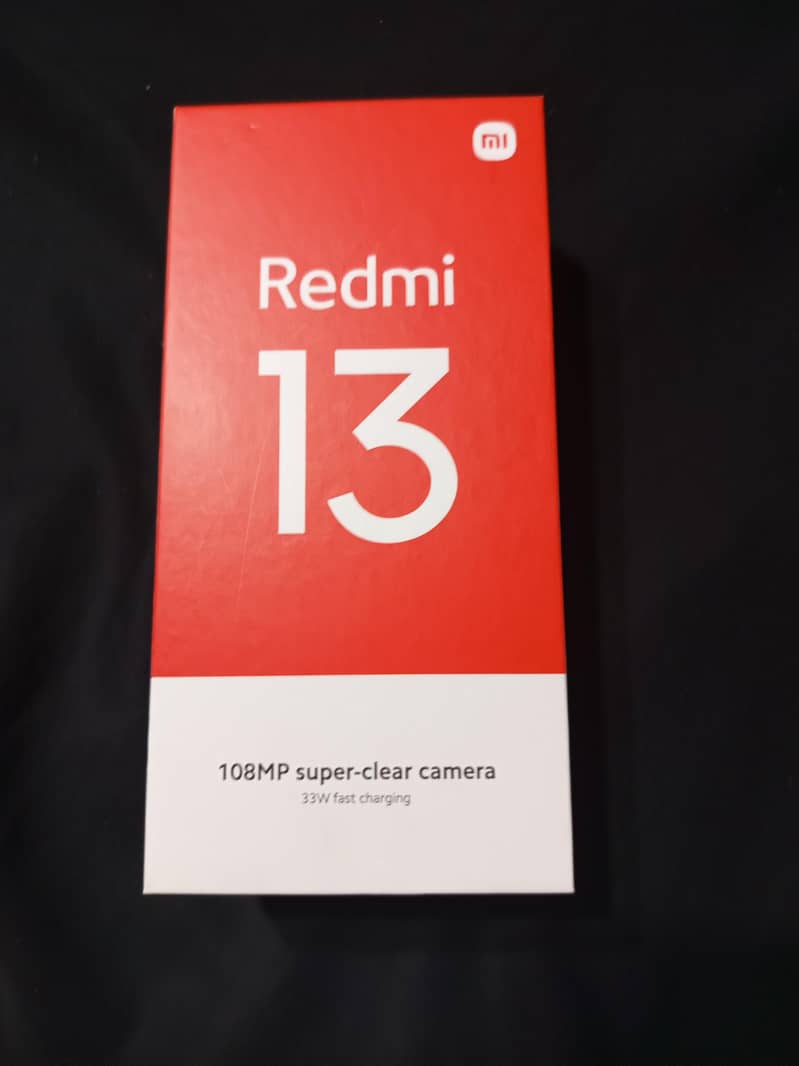 mi
Redmi
13
108MP super-clear camera
33W fast charging